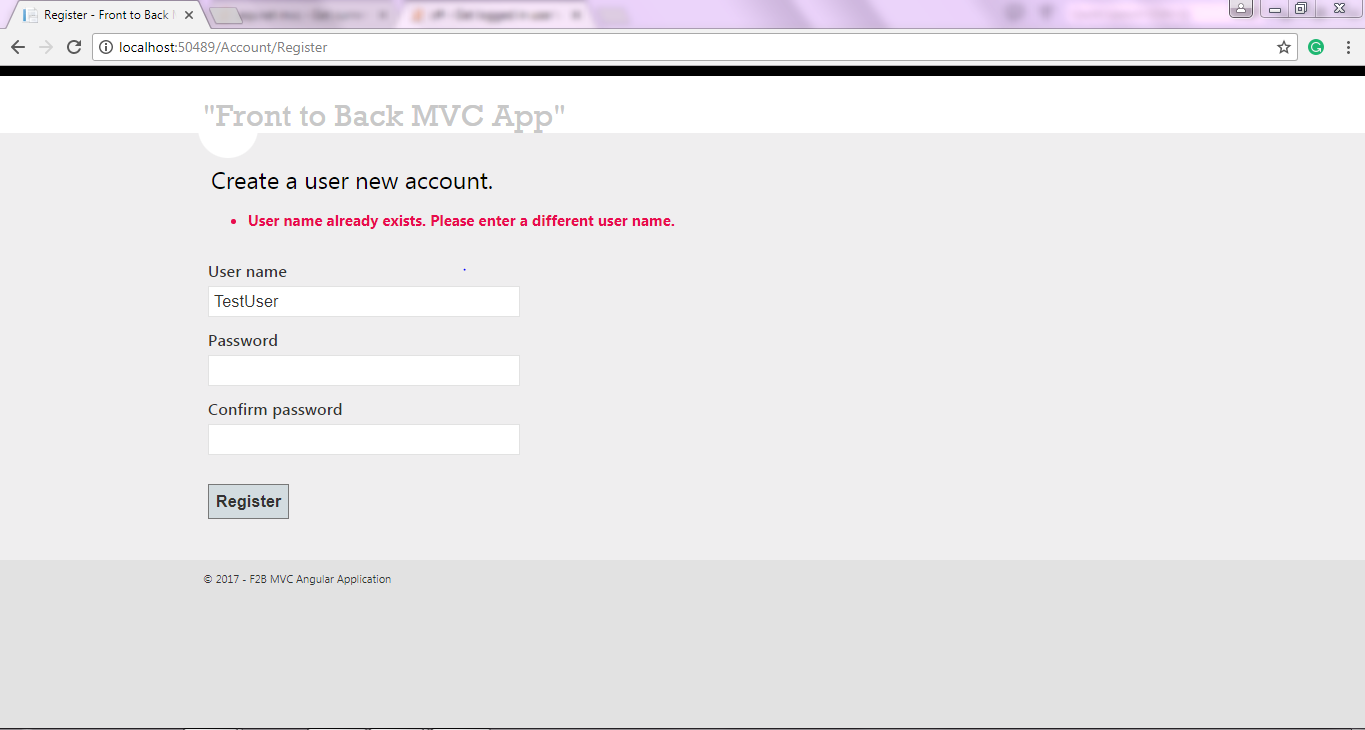 Register - Front to Back
localhost:50489/Account/Register
"Front to Back MVC App"
Create a user new account.
User name already exists. Please enter a different user name.
User name
TestUser
Password
Confirm password
Register
© 2017 - F2B MVC Angular Application